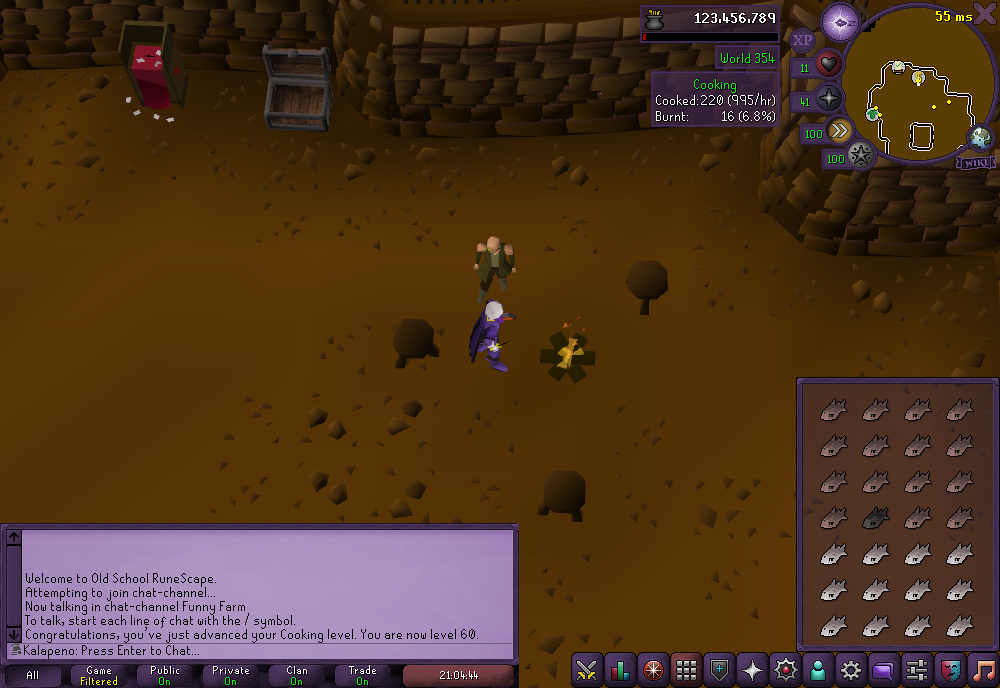 55 ms
123,456,789
XP
World 354
11
Cooking
Cooked: 220 (995/hr)
Burnt: 16 (6.8%)
41
100
100
WIKI
Welcome to Old School RuneScape.
Attempting to join chat-channel...
Now talking in chat-channel Funny Farm
To talk, start each line of chat with the / symbol.
Congratulations, you've just advanced your Cooking level. You are now level 60.
Kalapeno: Press Enter to Chat...
All
Game
Filtered
Public
On
Private
On
Clan
On
Trade
On
21:04:44